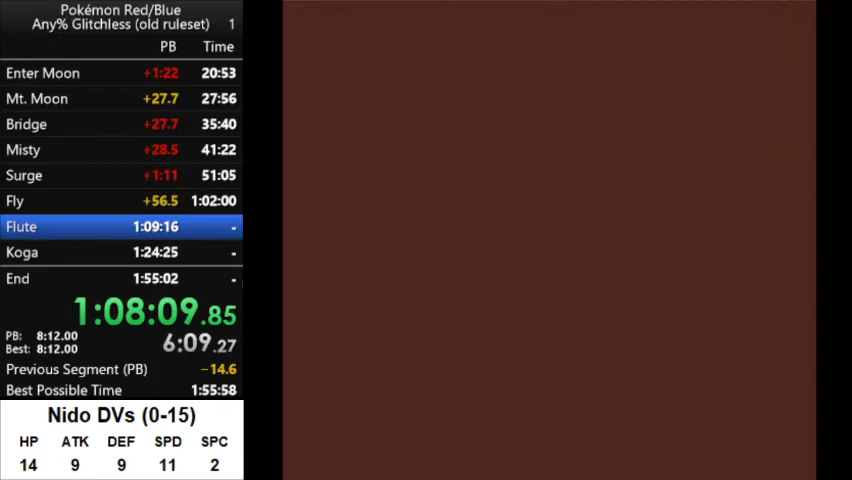 Pokémon Red/Blue
Any% Glitchless (old ruleset) 1
PB Time
Enter Moon +1:22 20:53
Mt. Moon +27.7 27:56
Bridge +27.7 35:40
Misty +28.5 41:22
Surge +1:11 51:05
Fly +56.5 1:02:00
Flute 1:09:16 -
Koga 1:24:25 -
End 1:55:02 -
1:08:09.85
PB: 8:12.00
Best: 8:12.00
6:09.27
Previous Segment (PB) −14.6
Best Possible Time 1:55:58
Nido DVs (0-15)
HP ATK DEF SPD SPC
14 9 9 11 2